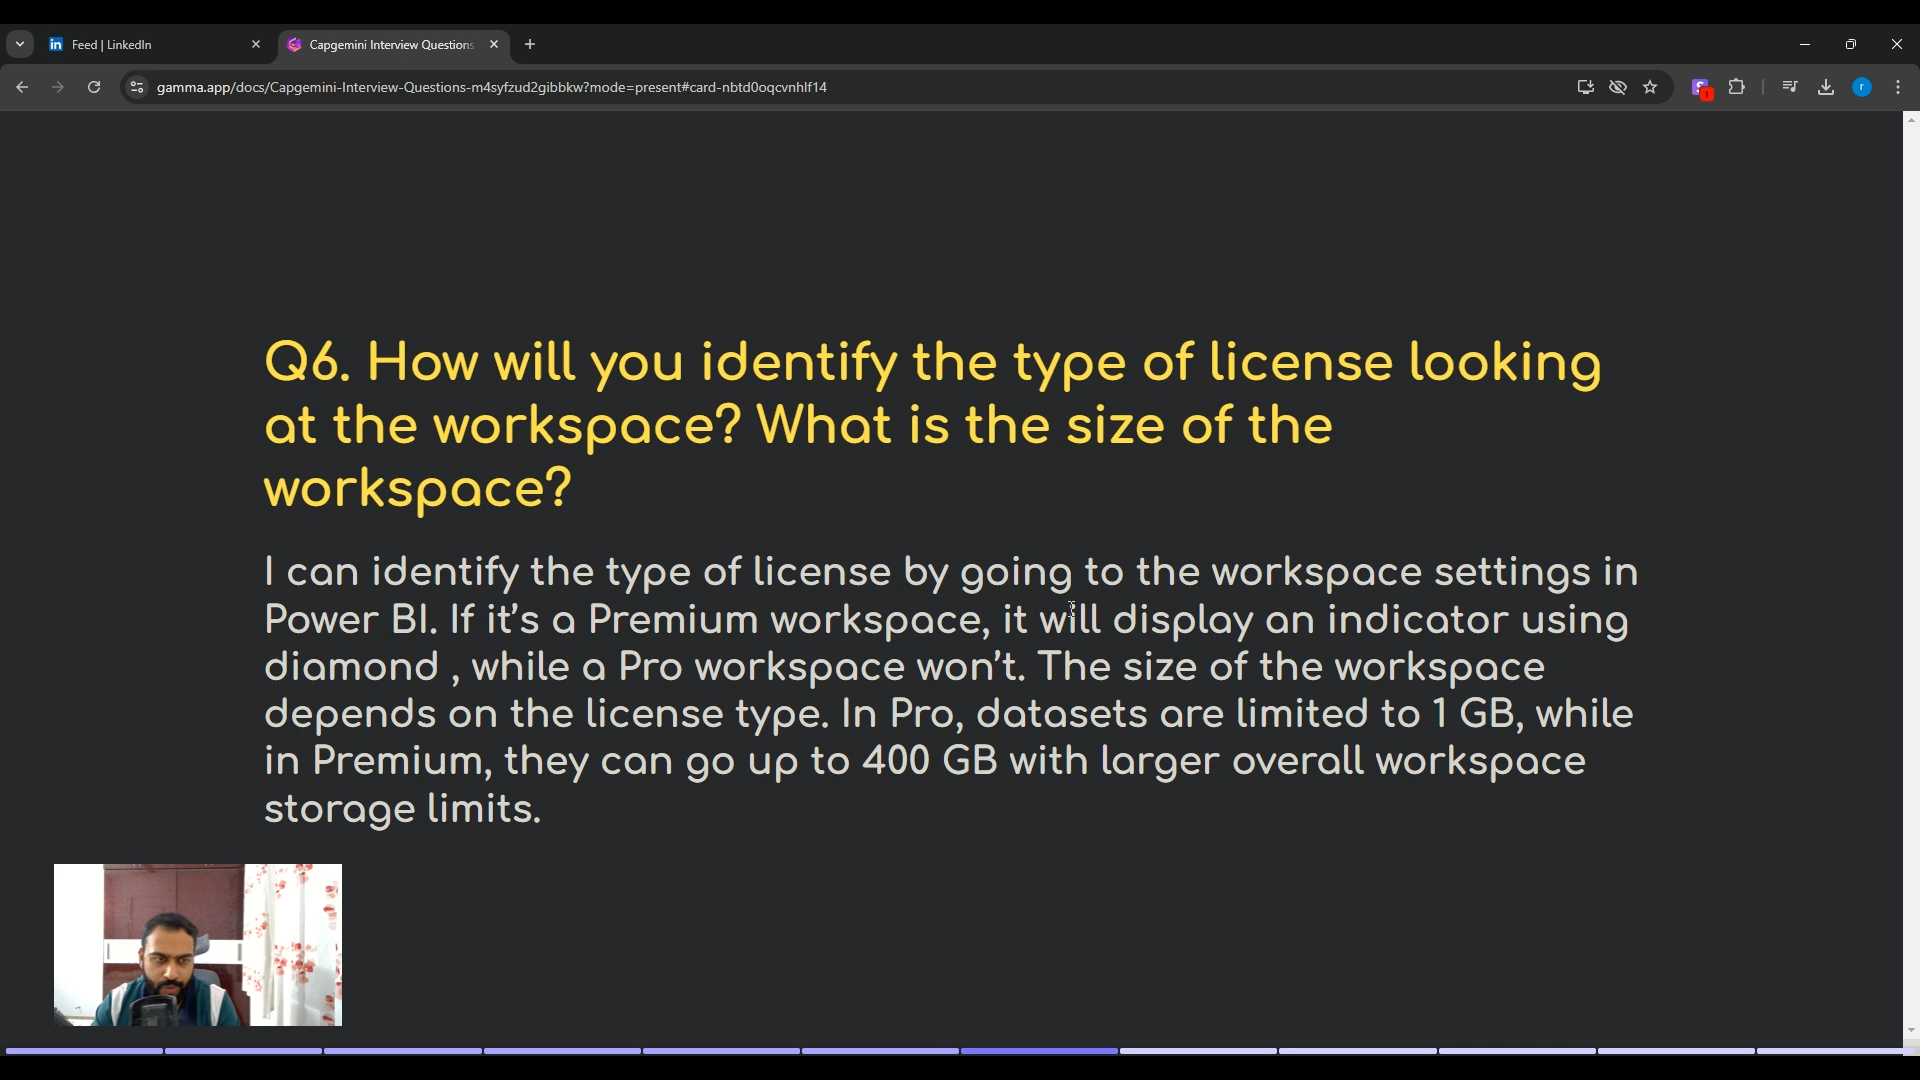 Feed | LinkedIn
Capgemini Interview Questions
gamma.app/docs/Capgemini-Interview-Questions-m4syfzud2gibbkw?mode=present#card-nbtd0oqcvnhlf14
r
Q6. How will you identify the type of license looking
at the workspace? What is the size of the
workspace?
I can identify the type of license by going to the workspace settings in
Power BI. If it’s a Premium workspace, it will display an indicator using
diamond , while a Pro workspace won’t. The size of the workspace
depends on the license type. In Pro, datasets are limited to 1 GB, while
in Premium, they can go up to 400 GB with larger overall workspace
storage limits.